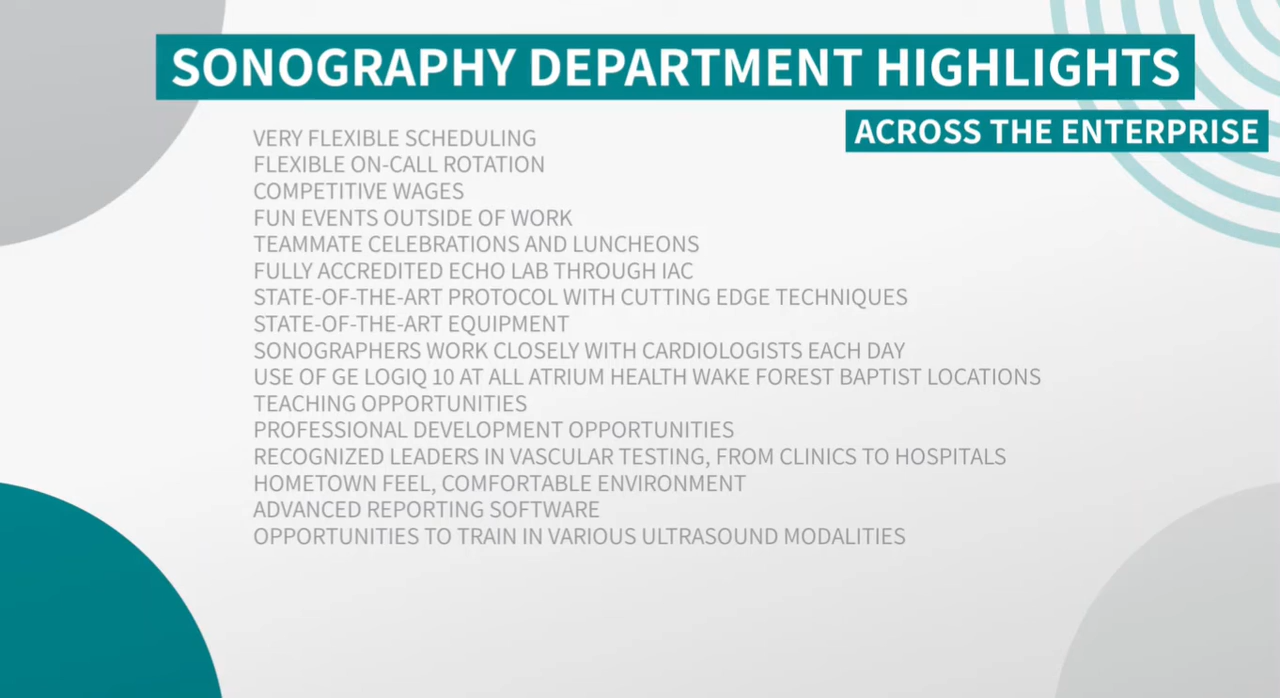 SONOGRAPHY DEPARTMENT HIGHLIGHTS
ACROSS THE ENTERPRISE
VERY FLEXIBLE SCHEDULING
FLEXIBLE ON-CALL ROTATION
COMPETITIVE WAGES
FUN EVENTS OUTSIDE OF WORK
TEAMMATE CELEBRATIONS AND LUNCHEONS
FULLY ACCREDITED ECHO LAB THROUGH IAC
STATE-OF-THE-ART PROTOCOL WITH CUTTING EDGE TECHNIQUES
STATE-OF-THE-ART EQUIPMENT
SONOGRAPHERS WORK CLOSELY WITH CARDIOLOGISTS EACH DAY
USE OF GE LOGIQ 10 AT ALL ATRIUM HEALTH WAKE FOREST BAPTIST LOCATIONS
TEACHING OPPORTUNITIES
PROFESSIONAL DEVELOPMENT OPPORTUNITIES
RECOGNIZED LEADERS IN VASCULAR TESTING, FROM CLINICS TO HOSPITALS
HOMETOWN FEEL, COMFORTABLE ENVIRONMENT
ADVANCED REPORTING SOFTWARE
OPPORTUNITIES TO TRAIN IN VARIOUS ULTRASOUND MODALITIES